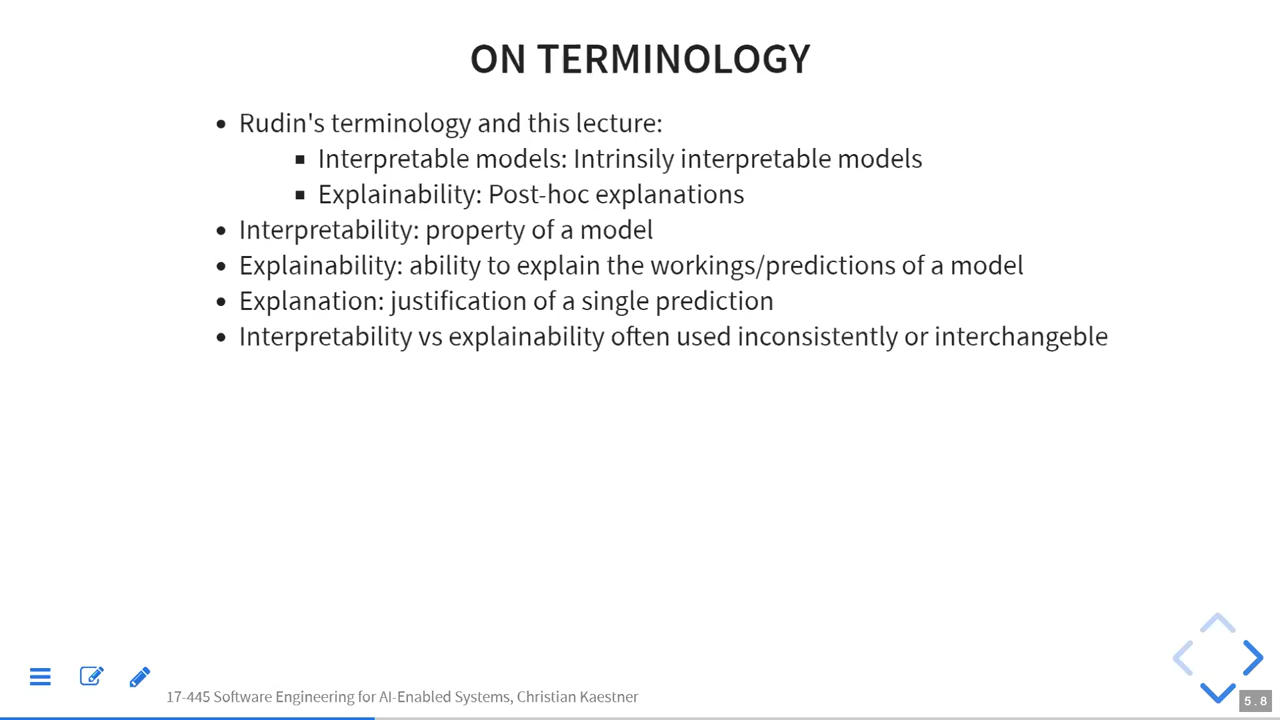 ON TERMINOLOGY
Rudin's terminology and this lecture:
Interpretable models: Intrinsily interpretable models
Explainability: Post-hoc explanations
Interpretability: property of a model
Explainability: ability to explain the workings/predictions of a model
Explanation: justification of a single prediction
Interpretability vs explainability often used inconsistently or interchangeble
17-445 Software Engineering for AI-Enabled Systems, Christian Kaestner
5.8